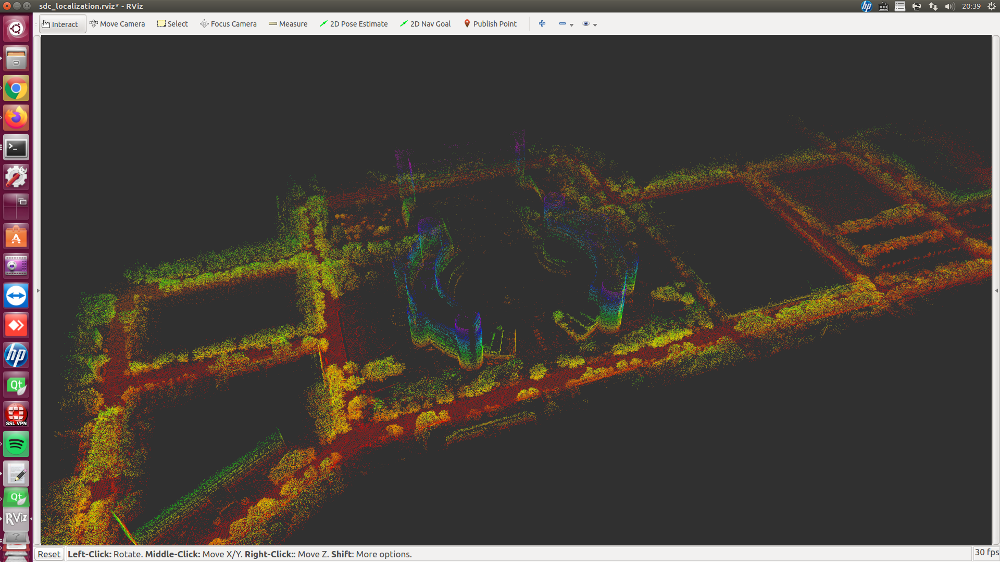 sdc_localization.rviz* - RViz
hp
20:39
Interact
Move Camera
Select
Focus Camera
Measure
2D Pose Estimate
2D Nav Goal
Publish Point
>_
A
hp
Qt
SSL VPN
Qt
RViz
?
Reset
Left-Click: Rotate. Middle-Click: Move X/Y. Right-Click:: Move Z. Shift: More options.
30 fps